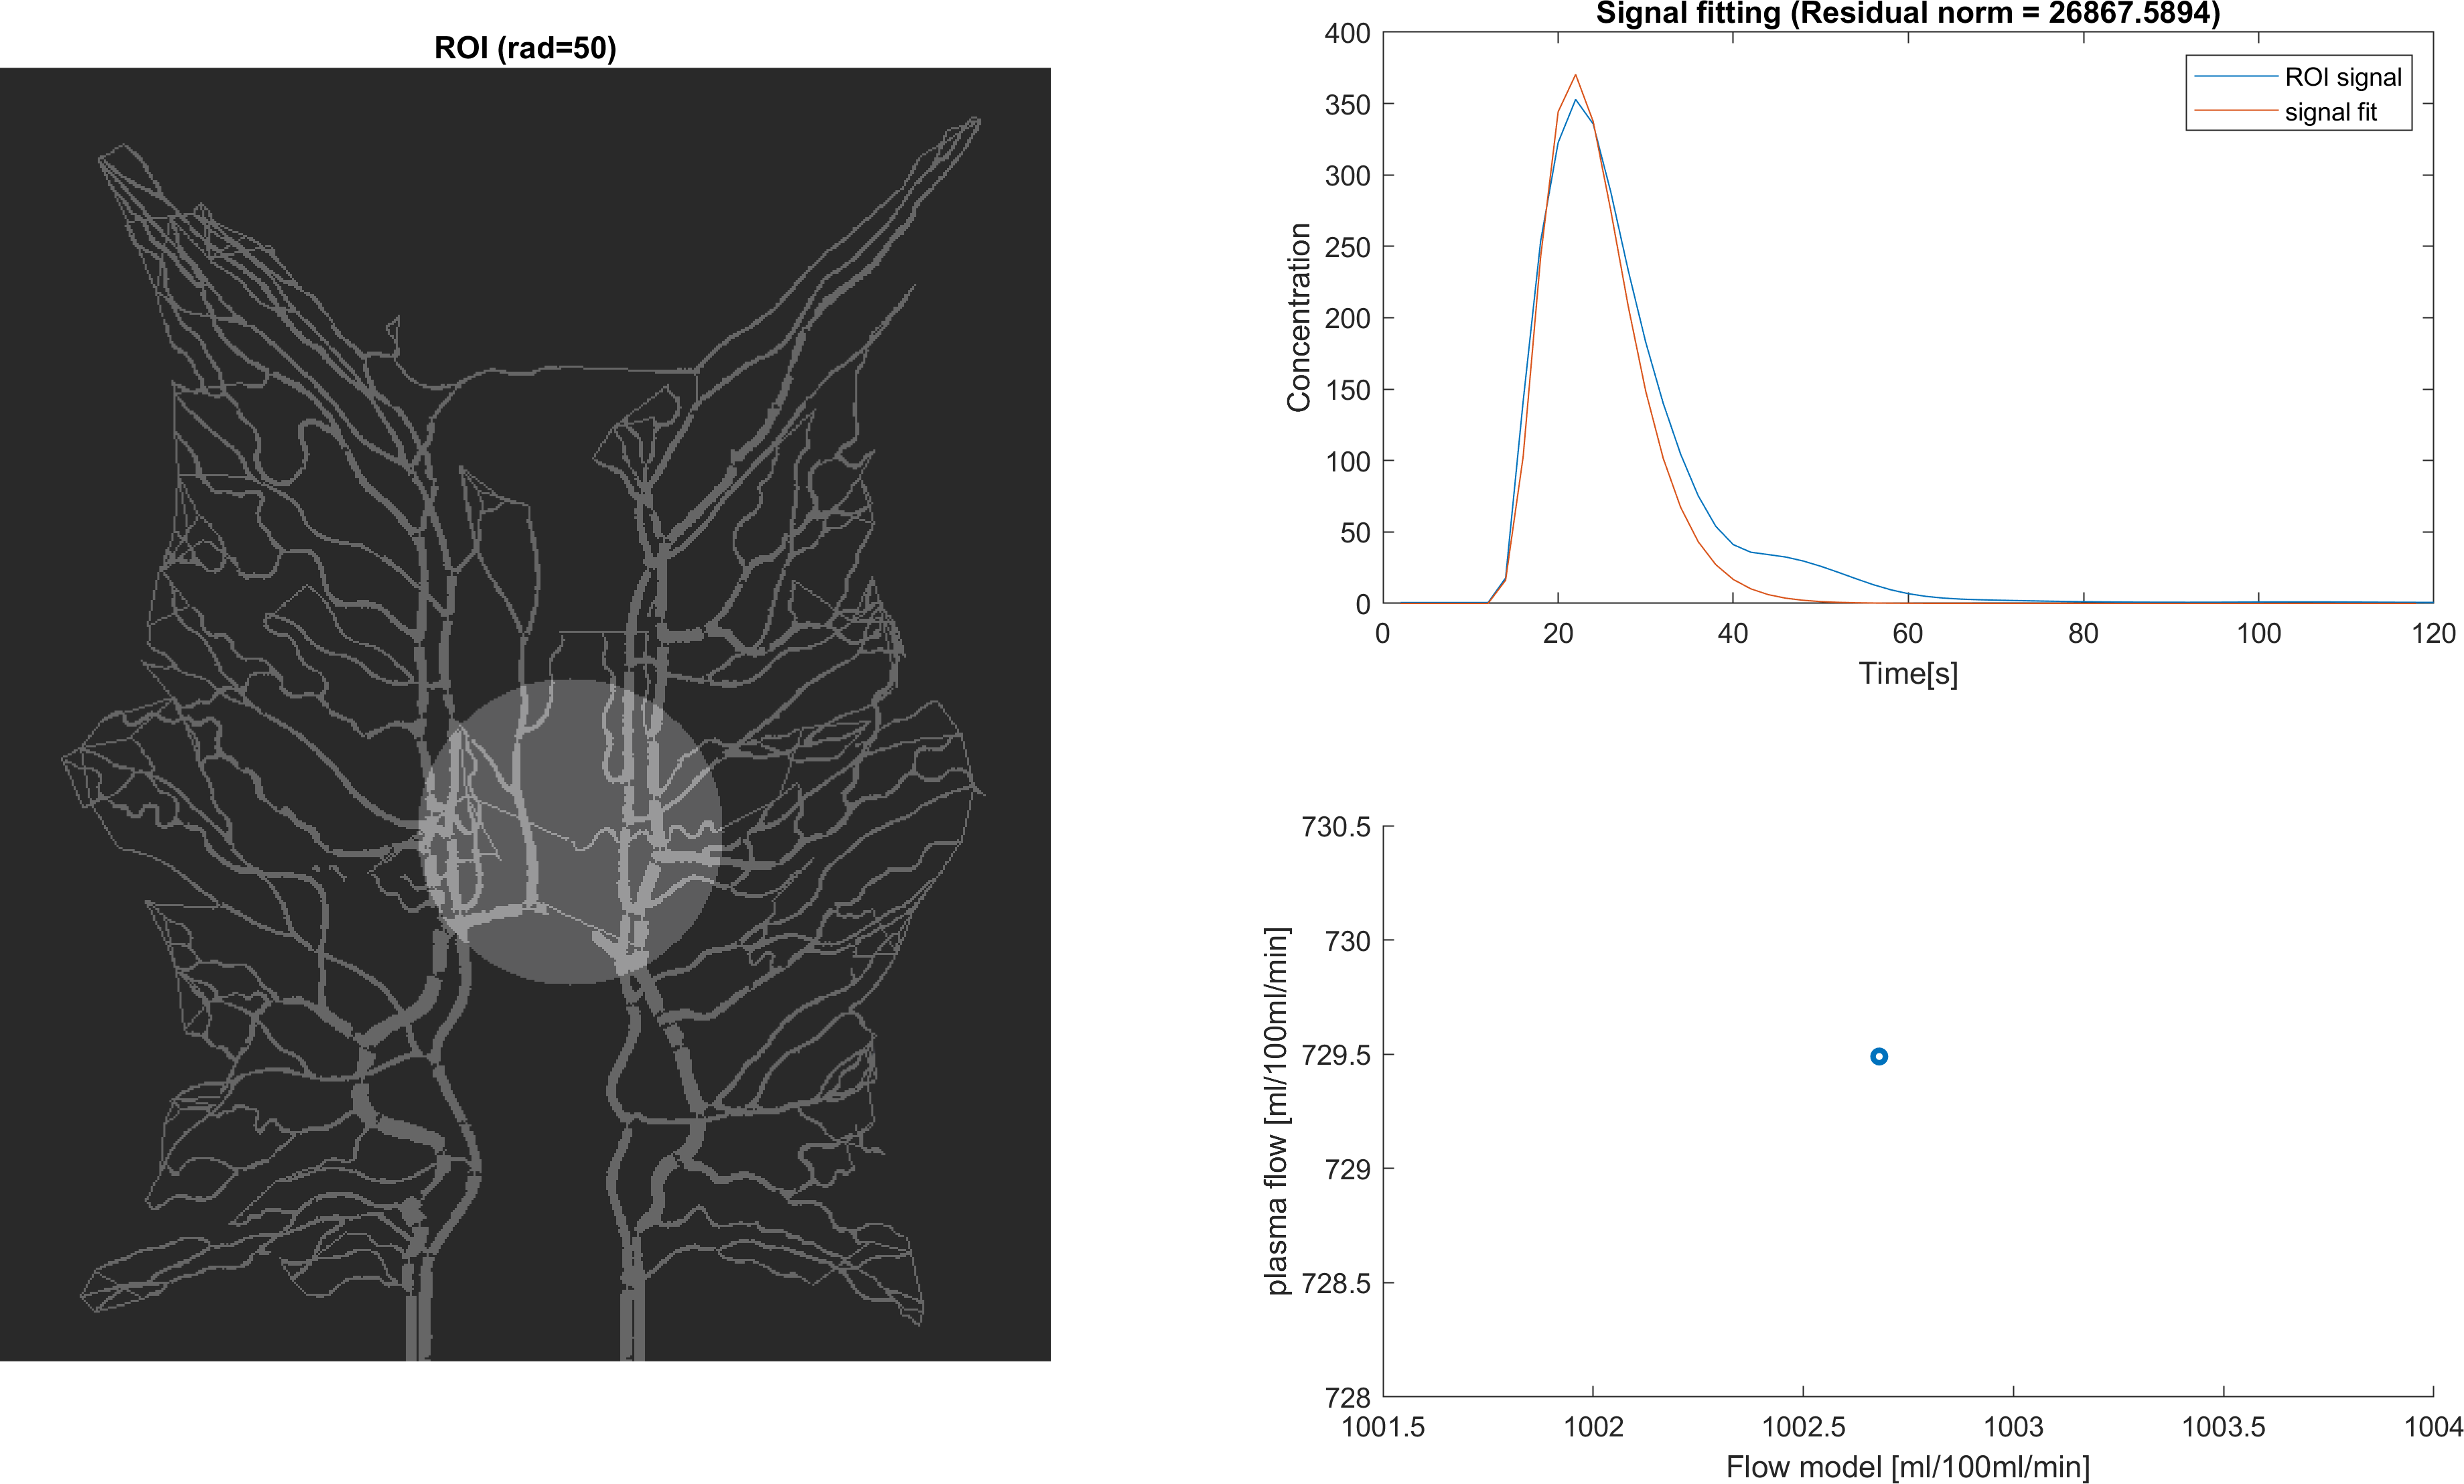 ROI (rad=50)
Signal fitting (Residual norm = 26867.5894)
400
350
300
250
200
150
100
50
0
Concentration
0 20 40 60 80 100 120
Time[s]
ROI signal
signal fit
730.5
730
729.5
729
728.5
728
plasma flow [ml/100ml/min]
1001.5 1002 1002.5 1003 1003.5 1004
Flow model [ml/100ml/min]